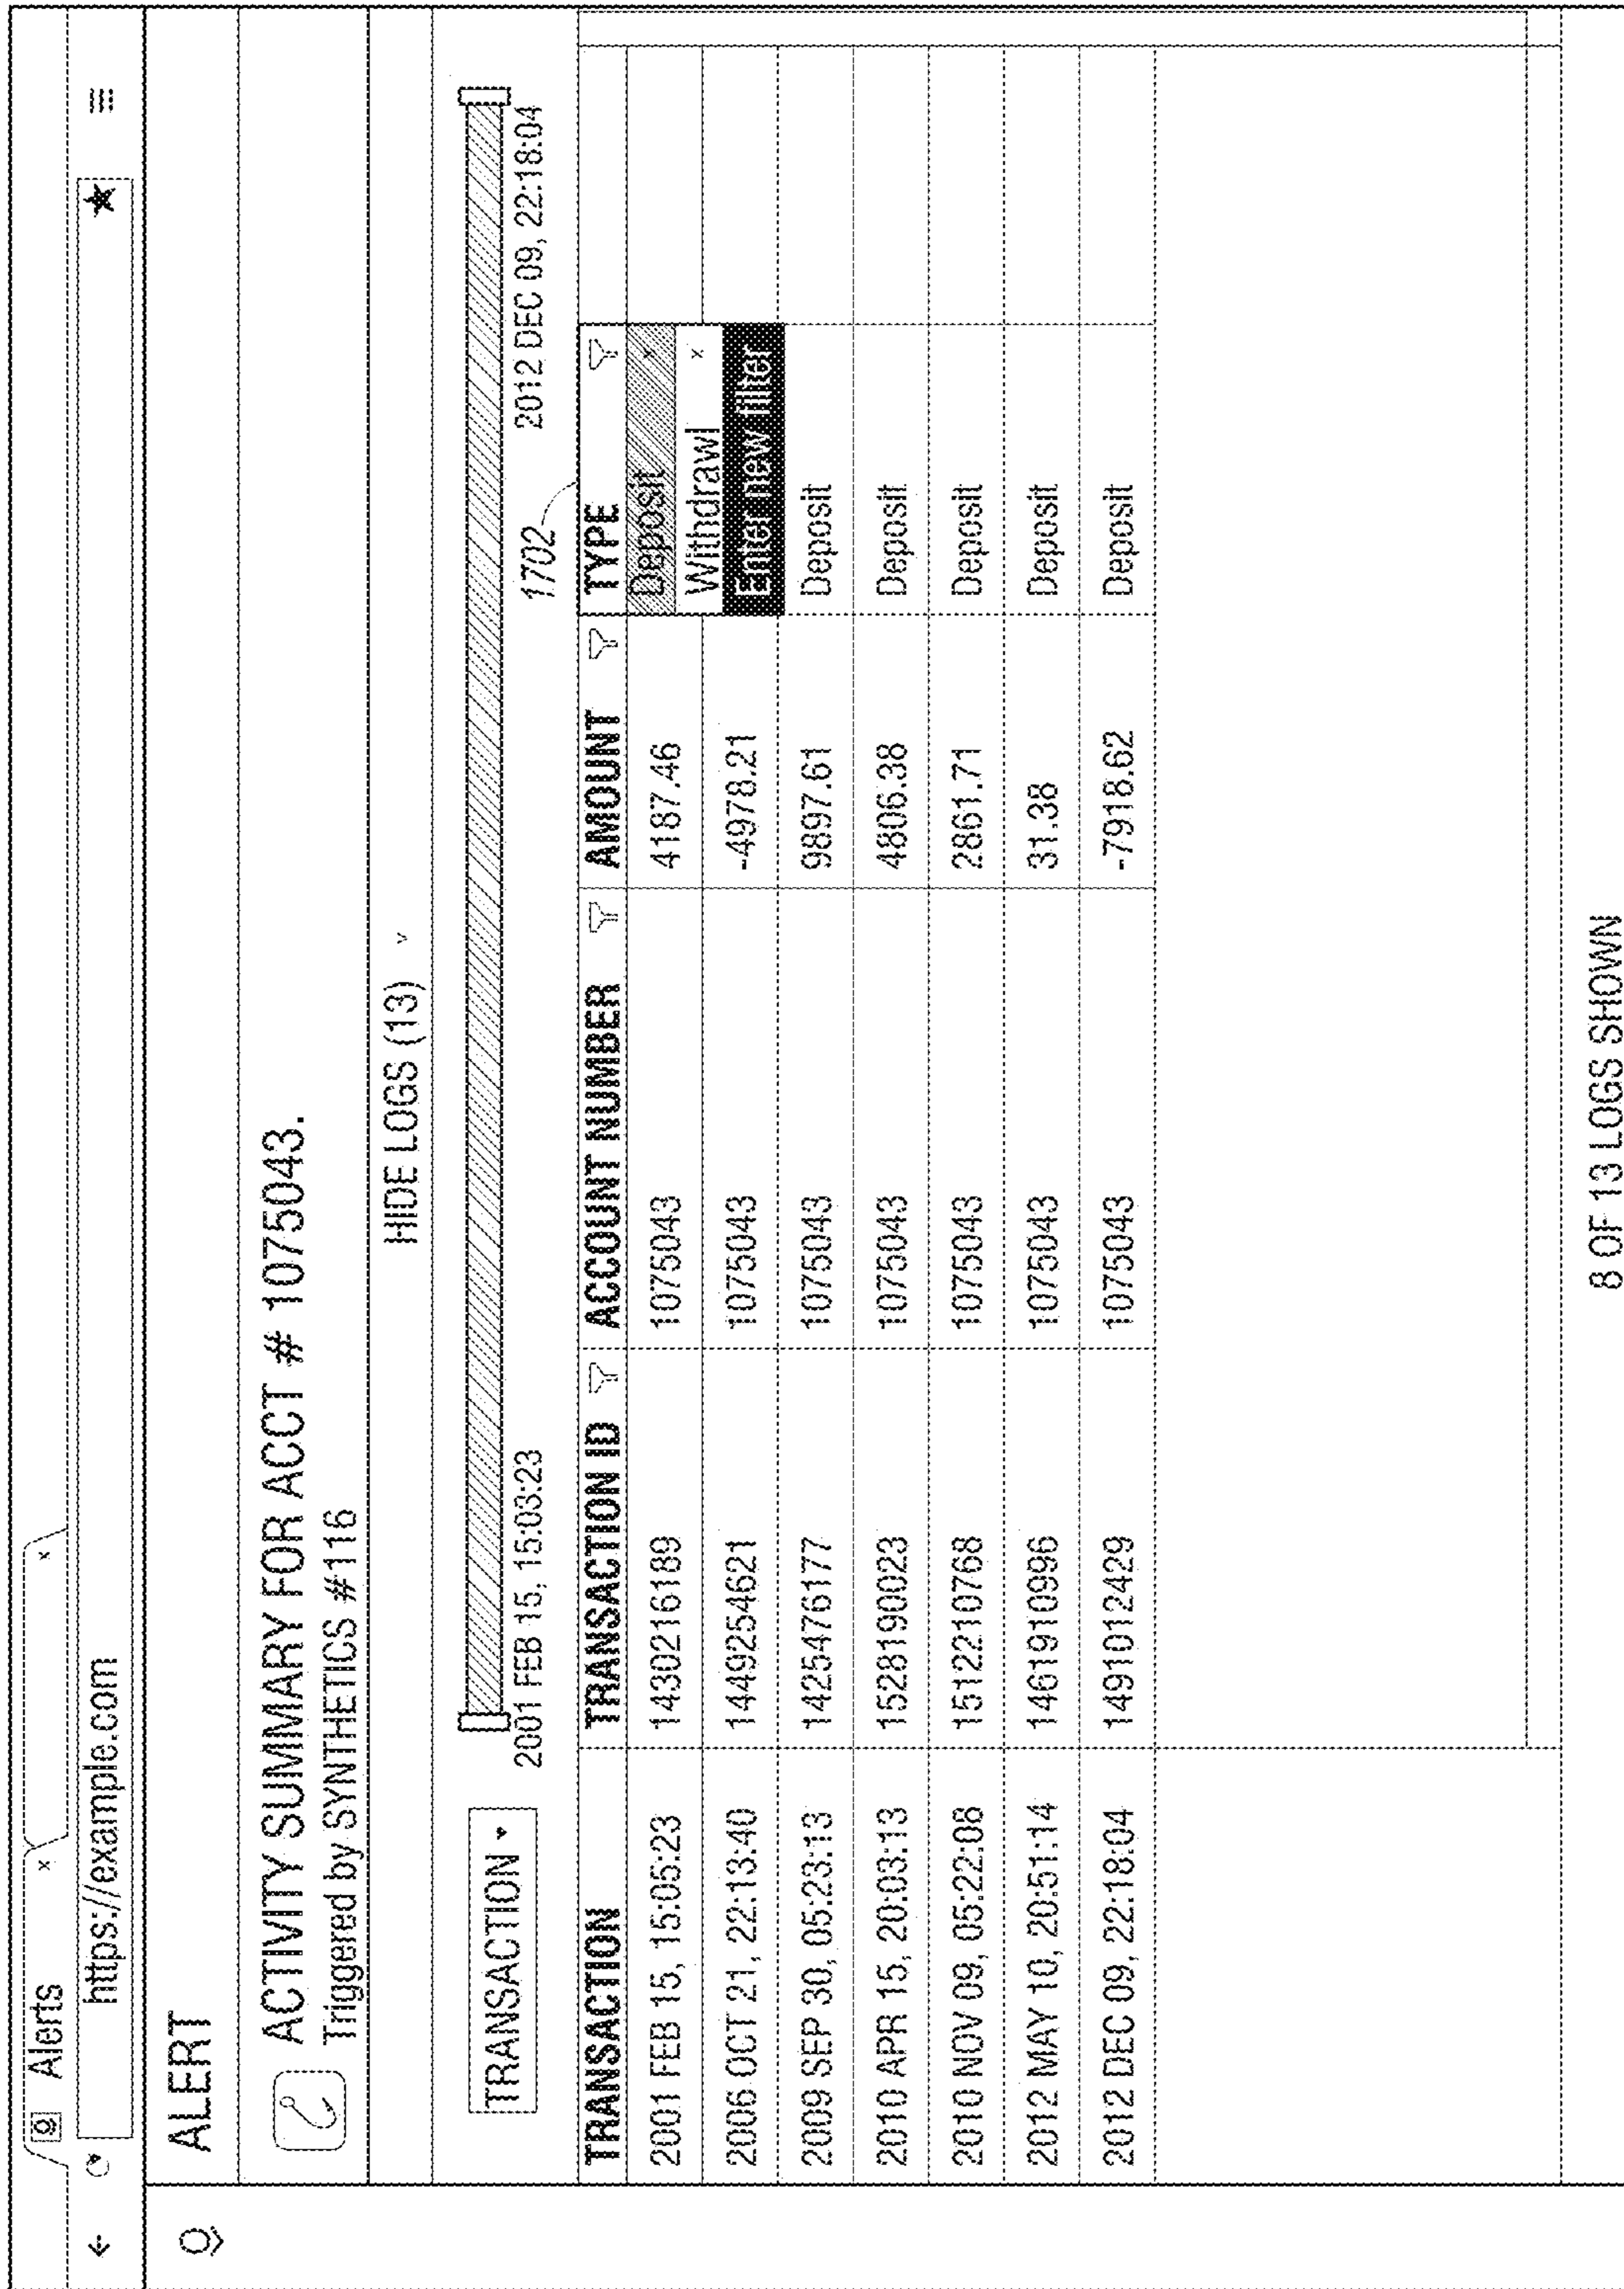 Alerts x x
https://example.com
ALERT
ACTIVITY SUMMARY FOR ACCT # 1075043.
Triggered by SYNTHETICS #116
HIDE LOGS (13) v
TRANSACTION
2001 FEB 15, 15:03:23 2012 DEC 09, 22:18:04
1702
TRANSACTION TRANSACTION ID ACCOUNT NUMBER AMOUNT TYPE
2001 FEB 15, 15:05:23 1430216189 1075043 4187.46 Deposit x
Withdrawl x
2006 OCT 21, 22:13:40 1449254621 1075043 -4978.21 Enter new filter
2009 SEP 30, 05:23:13 1425476177 1075043 9897.61 Deposit
2010 APR 15, 20:03:13 1528190023 1075043 4806.38 Deposit
2010 NOV 09, 05:22:08 1512210768 1075043 2861.71 Deposit
2012 MAY 10, 20:51:14 1461910996 1075043 31.38 Deposit
2012 DEC 09, 22:18:04 1491012429 1075043 -7918.62 Deposit
8 OF 13 LOGS SHOWN